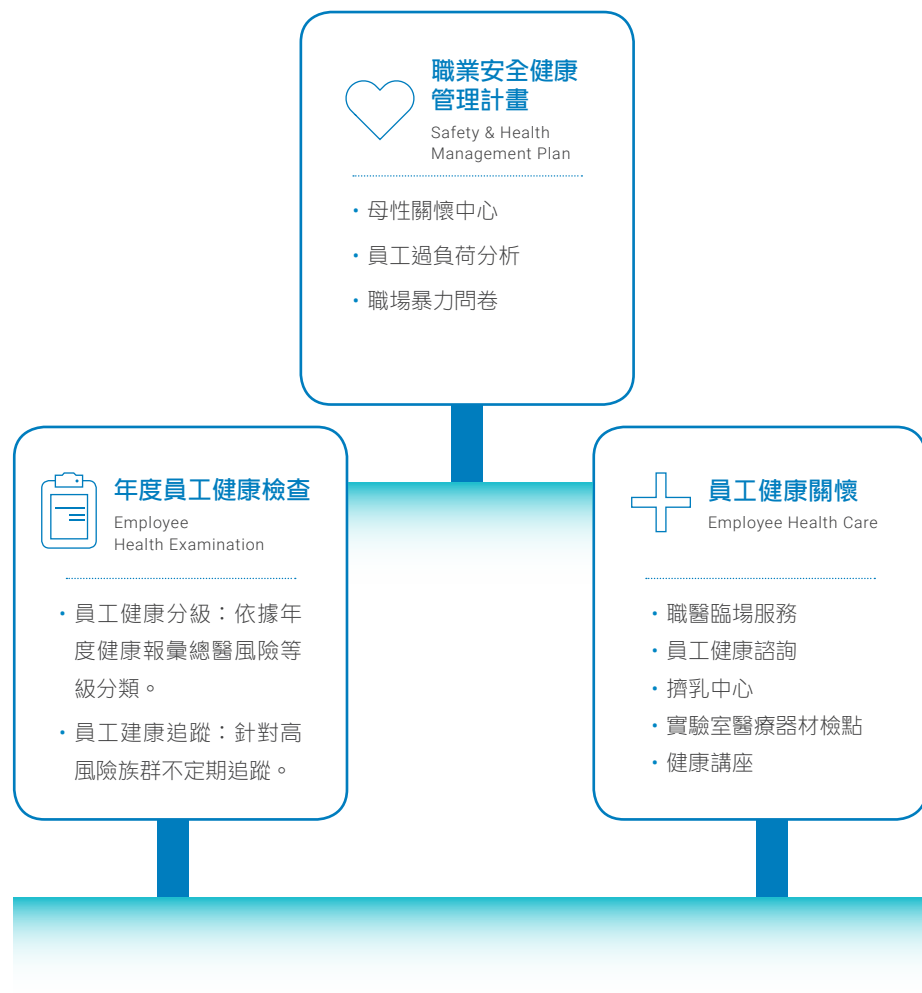 職業安全健康
管理計畫
Safety & Health
Management Plan
・母性關懷中心
・員工過負荷分析
・職場暴力問卷
年度員工健康檢查
Employee
Health Examination
・員工健康分級：依據年
度健康報彙總醫風險等
級分類。
・員工建康追蹤：針對高
風險族群不定期追蹤。
員工健康關懷
Employee Health Care
・職醫臨場服務
・員工健康諮詢
・擠乳中心
・實驗室醫療器材檢點
・健康講座